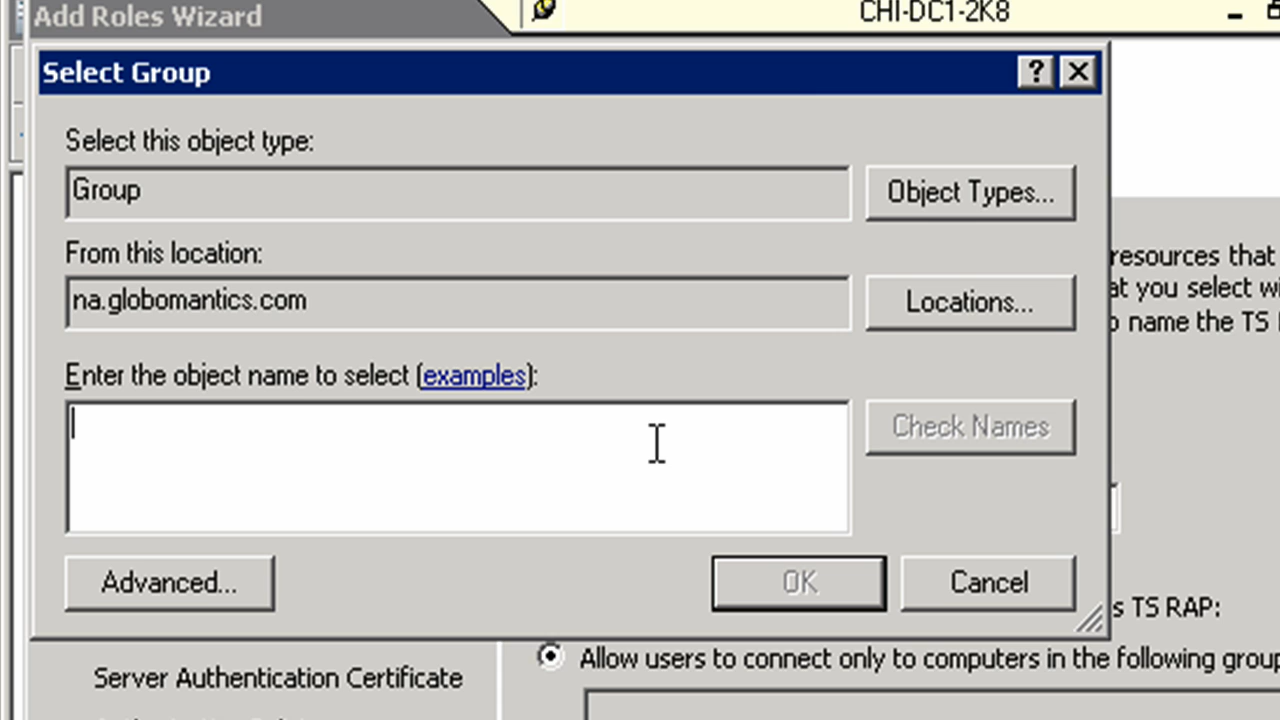 Add Roles Wizard
CHI-DC1-2K8
Select Group
Select this object type:
Group
Object Types...
From this location:
na.globomantics.com
Locations...
Enter the object name to select (examples):
Check Names
Advanced...
OK
Cancel
resources that
at you select
name the TS
TS RAP:
Allow users to connect only to computers in the following
Server Authentication Certificate